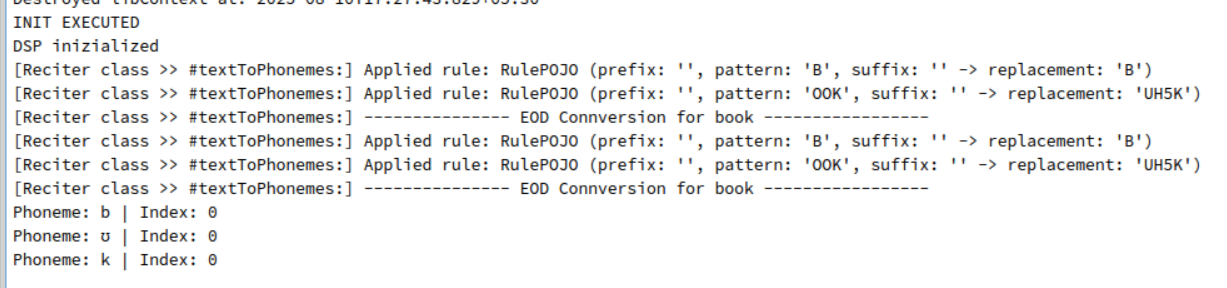 Destroyed libContext at: 2025-08-10T17:27:43.829+05:30
INIT EXECUTED
DSP inizialized
[Reciter class >> #textToPhonemes:] Applied rule: RulePOJO (prefix: '', pattern: 'B', suffix: '' -> replacement: 'B')
[Reciter class >> #textToPhonemes:] Applied rule: RulePOJO (prefix: '', pattern: 'OOK', suffix: '' -> replacement: 'UH5K')
[Reciter class >> #textToPhonemes:] --------------- EOD Connversion for book -----------------
[Reciter class >> #textToPhonemes:] Applied rule: RulePOJO (prefix: '', pattern: 'B', suffix: '' -> replacement: 'B')
[Reciter class >> #textToPhonemes:] Applied rule: RulePOJO (prefix: '', pattern: 'OOK', suffix: '' -> replacement: 'UH5K')
[Reciter class >> #textToPhonemes:] --------------- EOD Connversion for book -----------------
Phoneme: b | Index: 0
Phoneme: ʊ | Index: 0
Phoneme: k | Index: 0